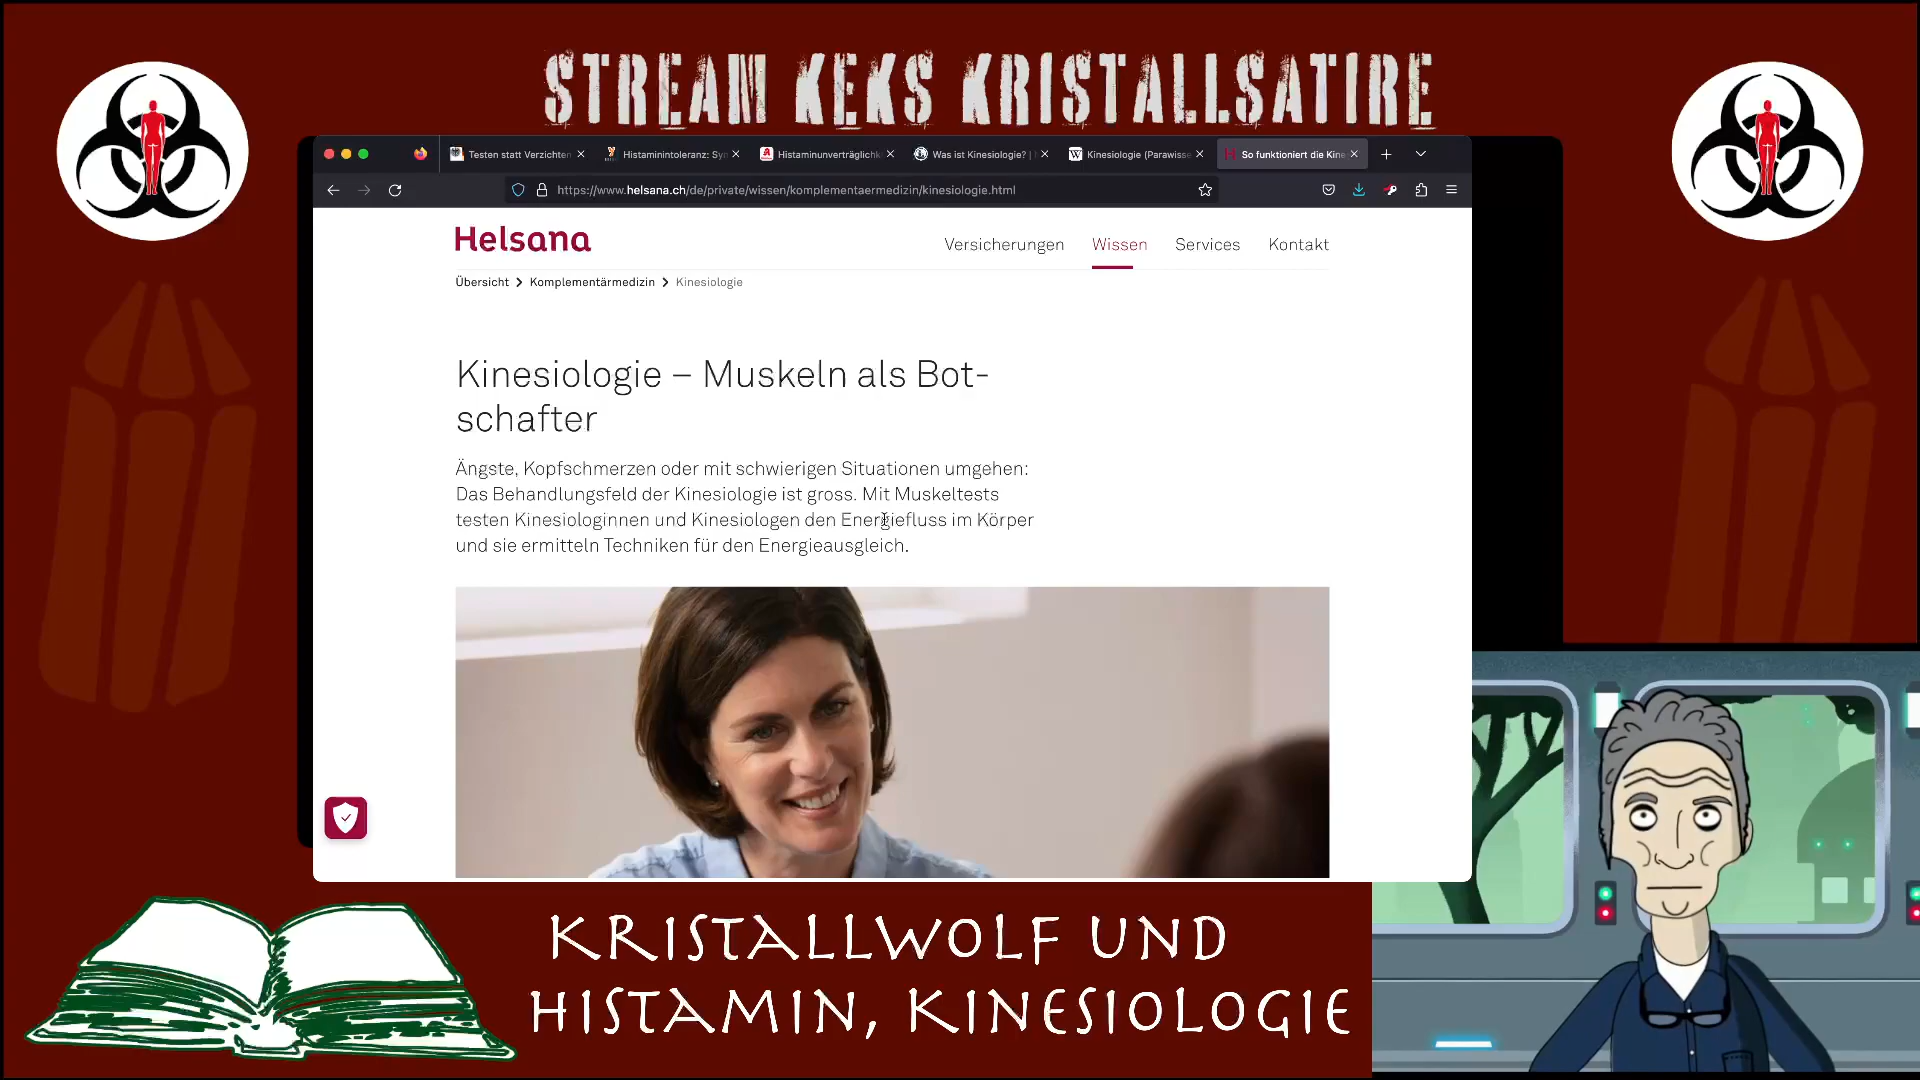 STREAM KEKS KRISTALLSATIRE
Testen statt Verzichten
Histaminintoleranz: Syn
Histaminunverträglichk
Was ist Kinesiologie? |
Kinesiologie (Parawisse
So funktioniert die Kine
https://www.helsana.ch/de/private/wissen/komplementaermedizin/kinesiologie.html
Helsana
Versicherungen Wissen Services Kontakt
Übersicht > Komplementärmedizin > Kinesiologie
Kinesiologie – Muskeln als Bot-
schafter
Ängste, Kopfschmerzen oder mit schwierigen Situationen umgehen:
Das Behandlungsfeld der Kinesiologie ist gross. Mit Muskeltests
testen Kinesiologinnen und Kinesiologen den Energiefluss im Körper
und sie ermitteln Techniken für den Energieausgleich.
KRISTALLWOLF UND
HISTAMIN, KINESIOLOGIE